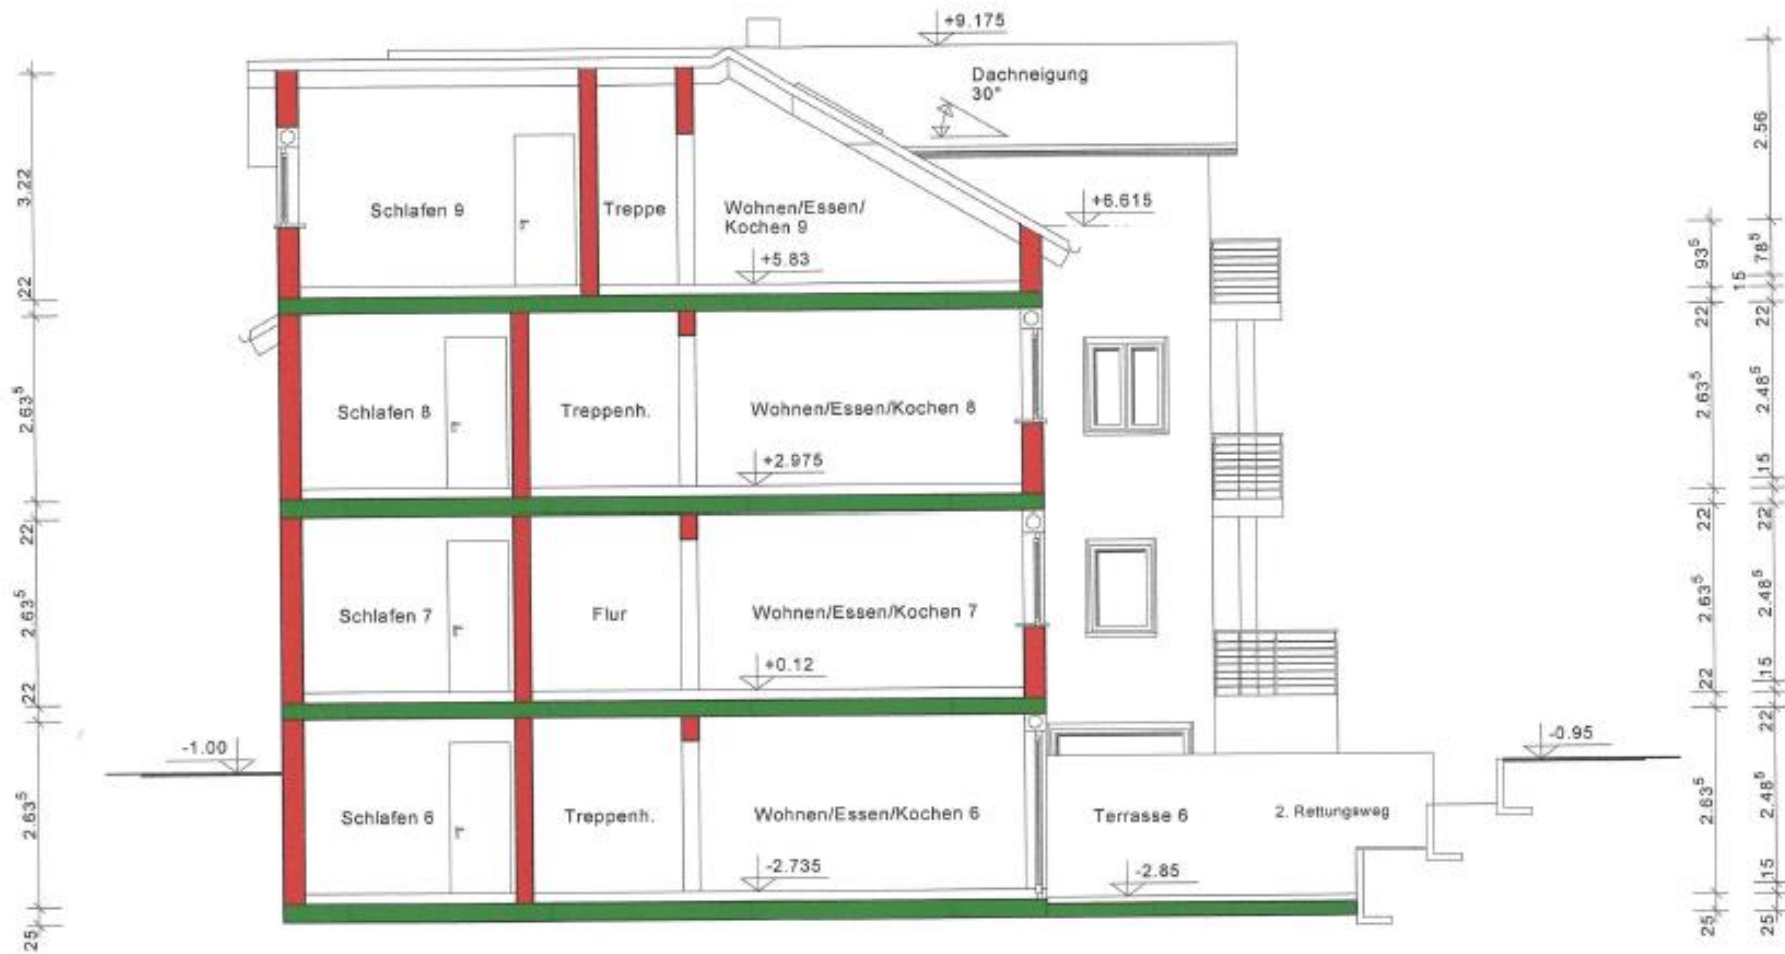 +9.175
Dachneigung
30°
Schlafen 9
Treppe
Wohnen/Essen/
Kochen 9
+6.615
+5.83
Schlafen 8
Treppenh.
Wohnen/Essen/Kochen 8
+2.975
Schlafen 7
Flur
Wohnen/Essen/Kochen 7
+0.12
-1.00
-0.95
Schlafen 6
Treppenh.
Wohnen/Essen/Kochen 6
Terrasse 6
2. Rettungsweg
-2.735
-2.85
3.22
22
2.63⁵
22
2.63⁵
22
2.63⁵
25
93⁵
22
2.63⁵
22
2.63⁵
22
2.63⁵
25
2.56
78⁵
15
22
2.48⁵
15
22
2.48⁵
15
22
2.48⁵
15
25